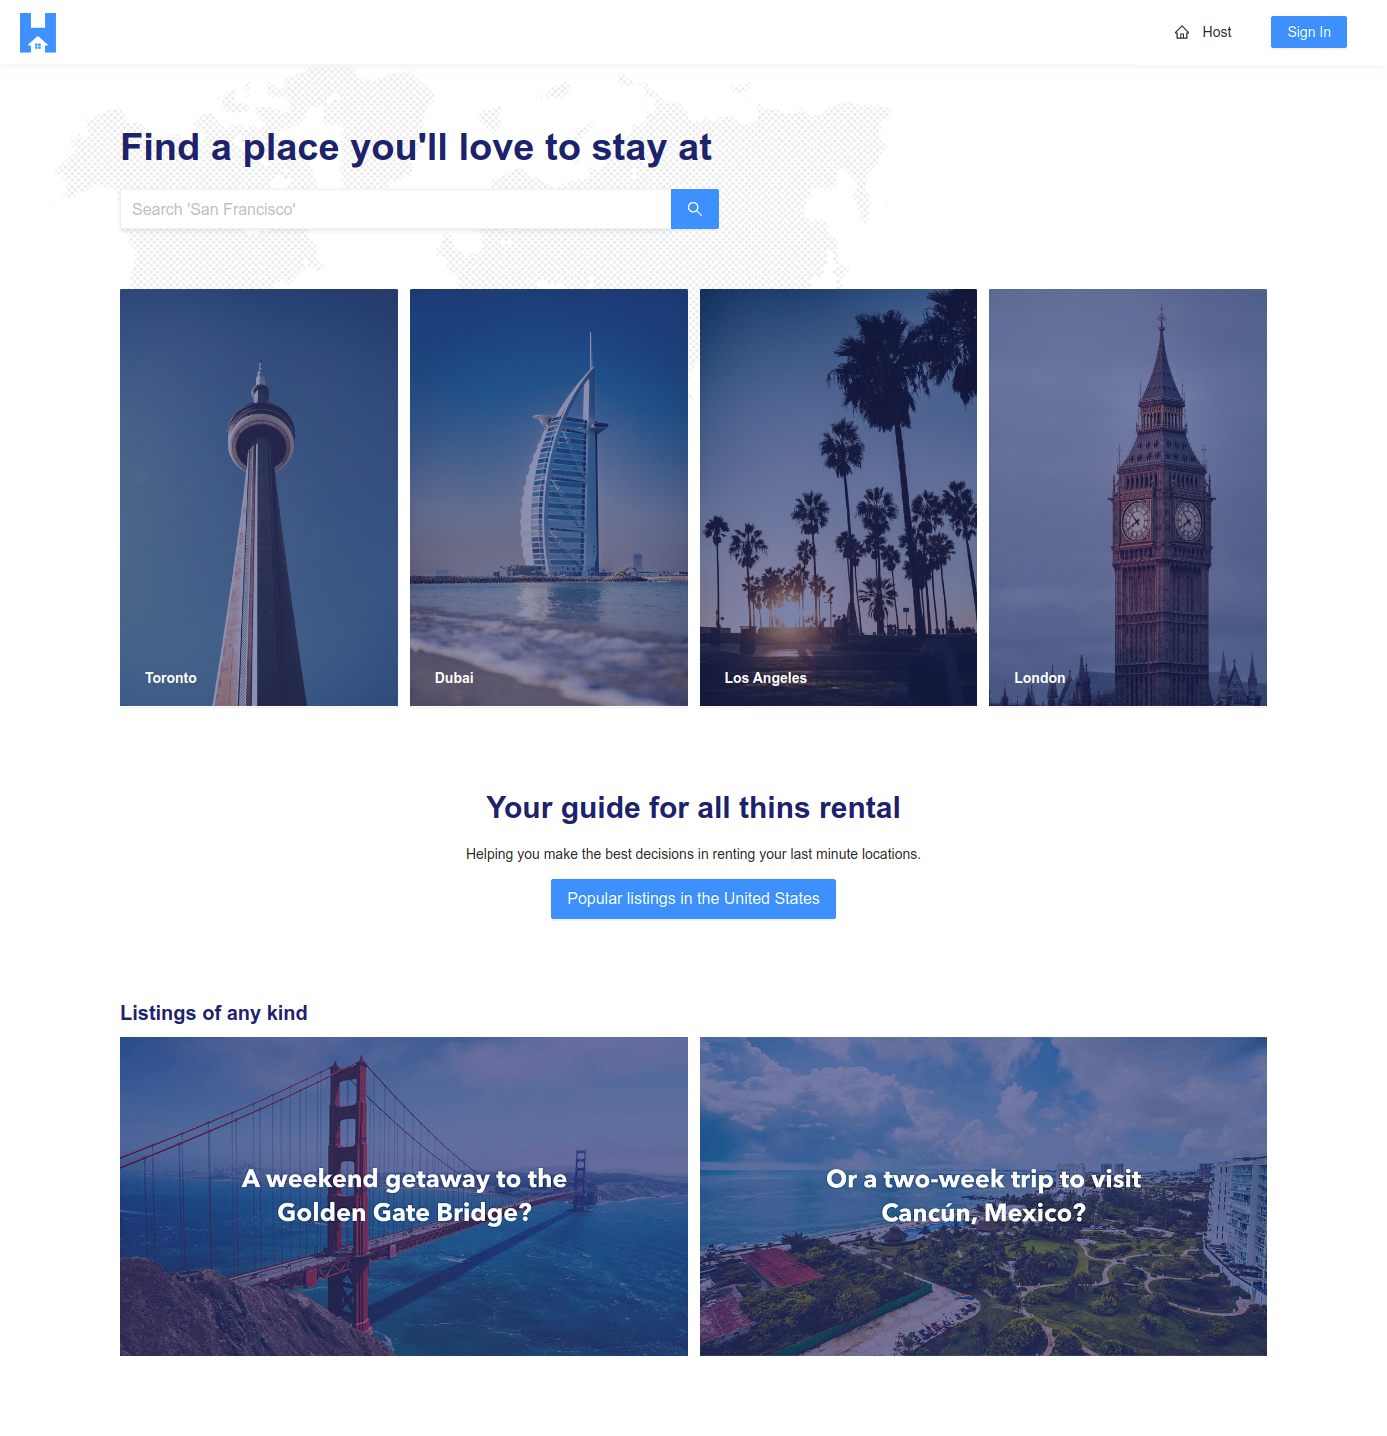 Host
Sign In
Find a place you'll love to stay at
Search 'San Francisco'
Toronto
Dubai
Los Angeles
London
Your guide for all thins rental
Helping you make the best decisions in renting your last minute locations.
Popular listings in the United States
Listings of any kind
A weekend getaway to the
Golden Gate Bridge?
Or a two-week trip to visit
Cancún, Mexico?